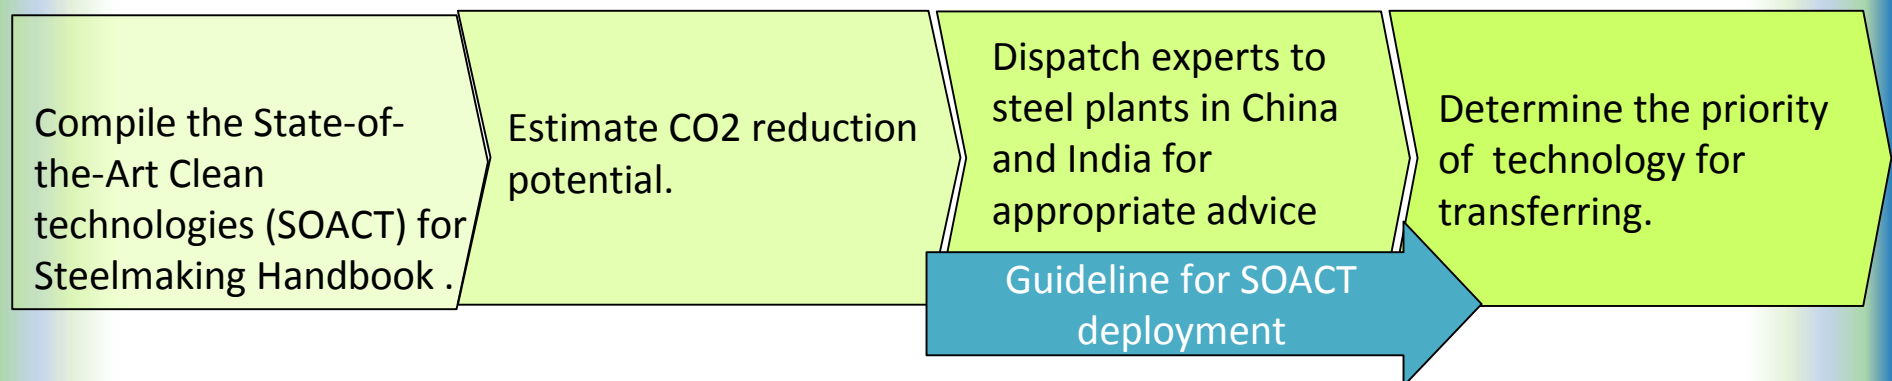 Compile the State-of-
the-Art Clean
technologies (SOACT) for
Steelmaking Handbook .
Estimate CO2 reduction
potential.
Dispatch experts to
steel plants in China
and India for
appropriate advice
Determine the priority
of  technology for
transferring.
Guideline for SOACT
deployment